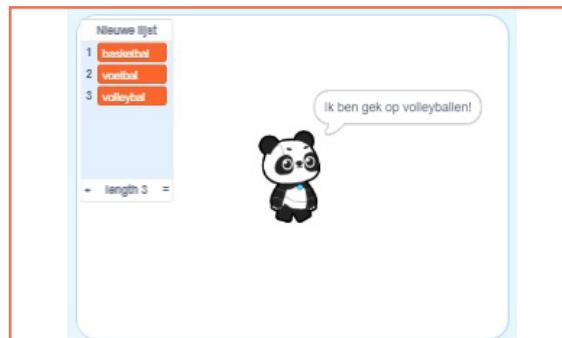 Nieuwe lijst
1 basketbal
2 voetbal
3 volleybal
+ length 3 =
Ik ben gek op volleyballen!